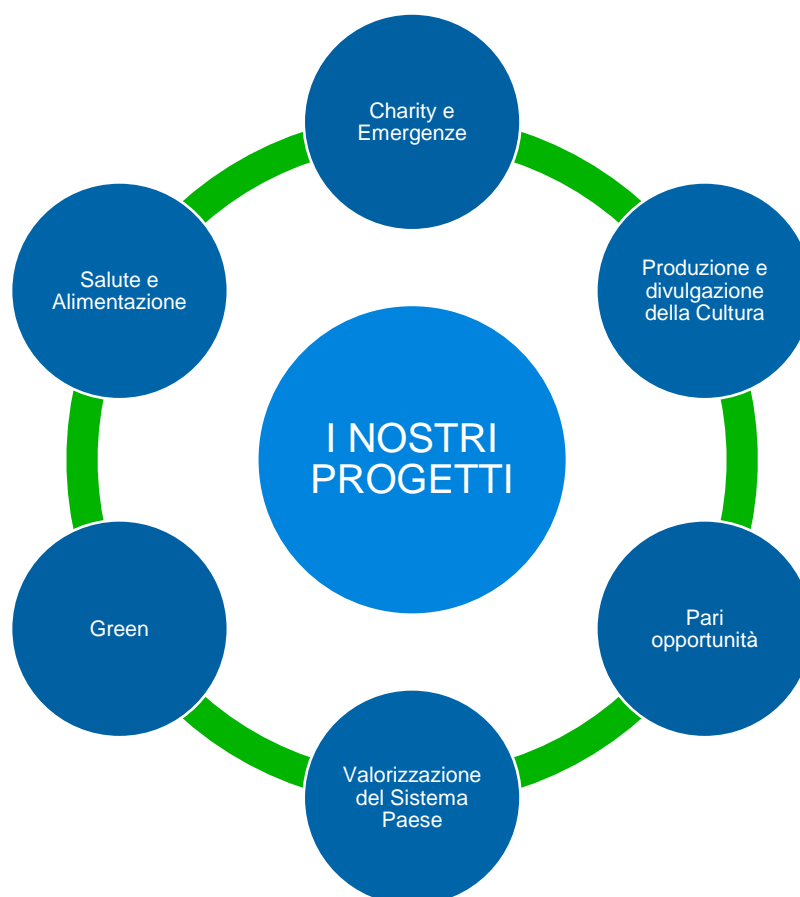 Charity e
Emergenze
Produzione e
divulgazione
della Cultura
Pari
opportunità
Valorizzazione
del Sistema
Paese
Green
Salute e
Alimentazione
I NOSTRI
PROGETTI